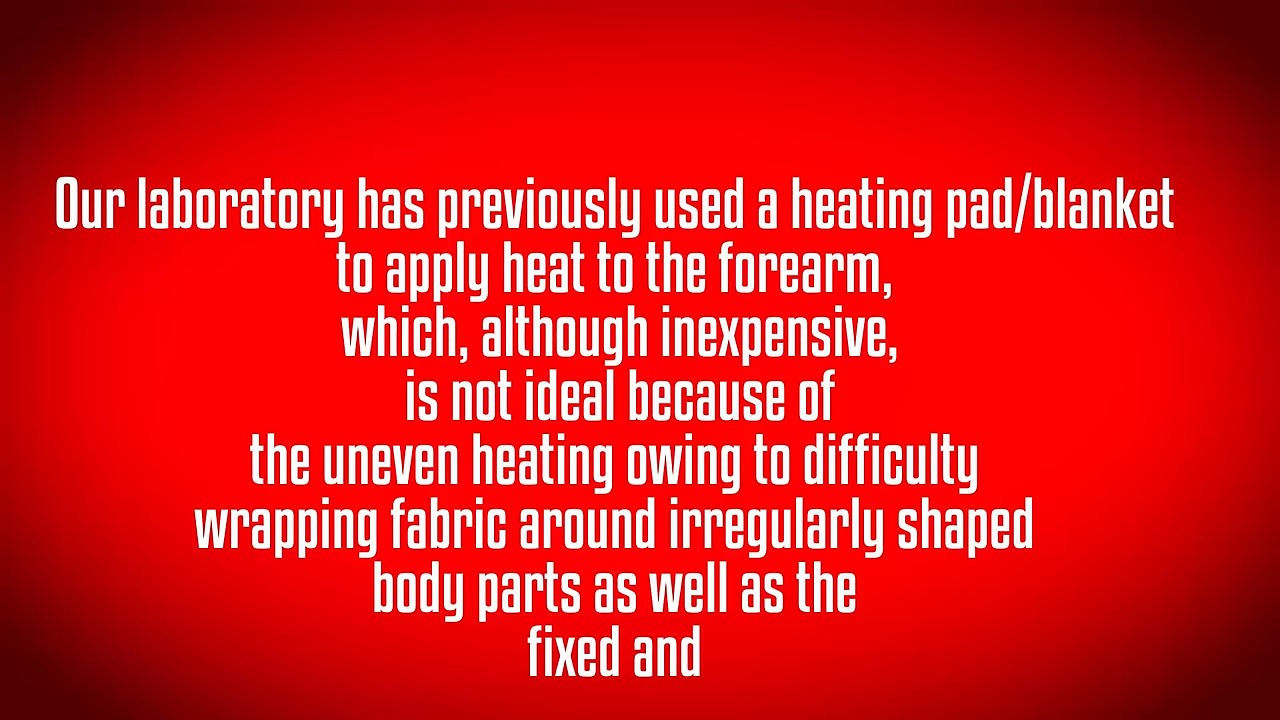 Our laboratory has previously used a heating pad/blanket
to apply heat to the forearm,
which, although inexpensive,
is not ideal because of
the uneven heating owing to difficulty
wrapping fabric around irregularly shaped
body parts as well as the
fixed and